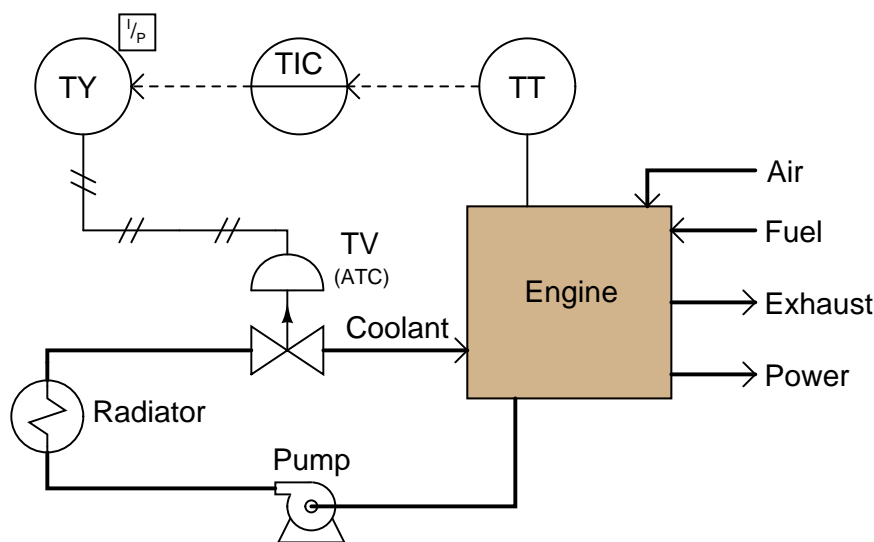 I/P
TY
TIC
TT
Air
Fuel
TV
(ATC)
Engine
Exhaust
Coolant
Power
Radiator
Pump